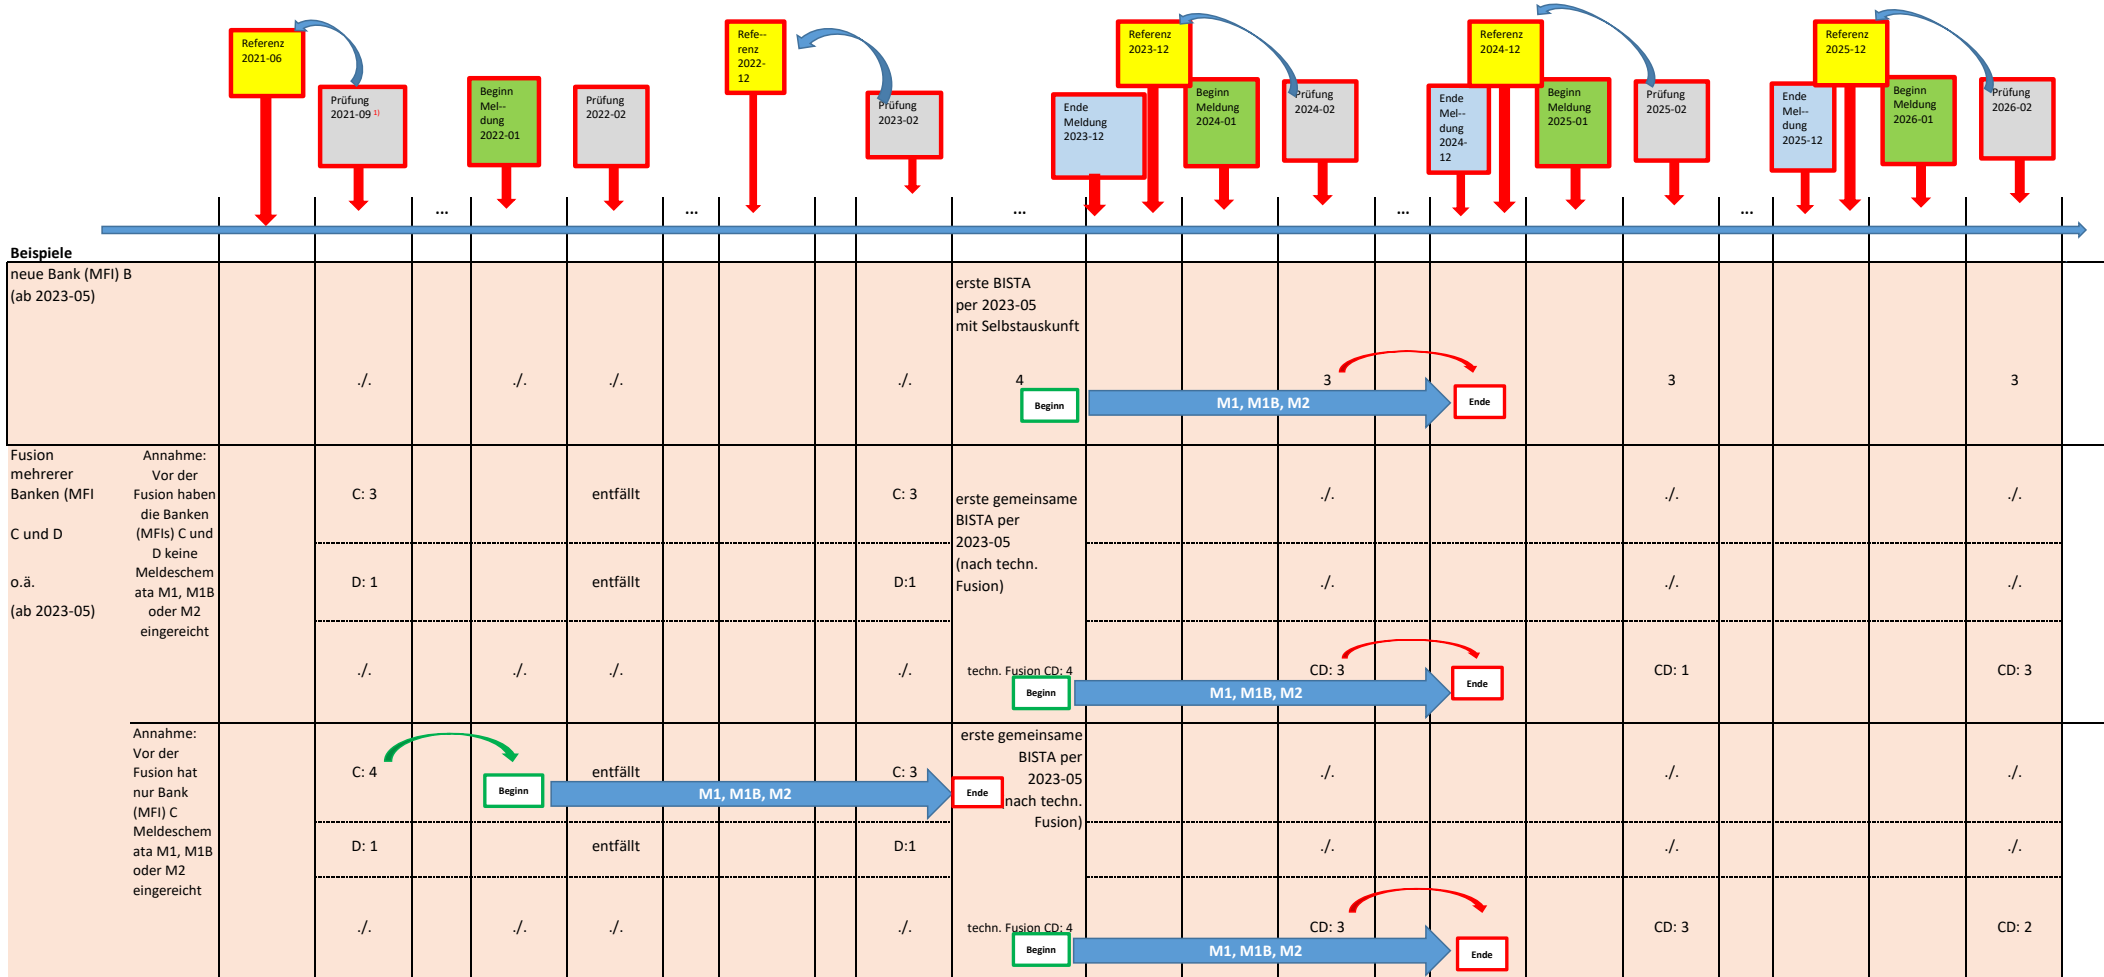 Referenz
2021-06
Prüfung
2021-09 1)
Beginn
Mel--
dung
2022-01
Prüfung
2022-02
Refe--
renz
2022-
12
Prüfung
2023-02
Ende
Meldung
2023-12
Referenz
2023-12
Beginn
Meldung
2024-01
Prüfung
2024-02
Ende
Mel--
dung
2024-
12
Referenz
2024-12
Beginn
Meldung
2025-01
Prüfung
2025-02
Ende
Mel--
dung
2025-12
Referenz
2025-12
Beginn
Meldung
2026-01
Prüfung
2026-02
... ... ... ... ...
Beispiele
neue Bank (MFI) B
(ab 2023-05)
erste BISTA
per 2023-05
mit Selbstauskunft
./. ./. ./. ./. 4 3 3 3
Beginn M1, M1B, M2 Ende
Fusion
mehrerer
Banken (MFI
C und D
o.ä.
(ab 2023-05)
Annahme:
Vor der
Fusion haben
die Banken
(MFIs) C und
D keine
Meldeschem
ata M1, M1B
oder M2
eingereicht
C: 3 entfällt C: 3
erste gemeinsame
BISTA per
2023-05
(nach techn.
Fusion)
./. ./. ./.
D: 1 entfällt D:1 ./. ./. ./.
./. ./. ./. ./. techn. Fusion CD: 4 CD: 3 CD: 1 CD: 3
Beginn M1, M1B, M2 Ende
Annahme:
Vor der
Fusion hat
nur Bank
(MFI) C
Meldeschem
ata M1, M1B
oder M2
eingereicht
C: 4 entfällt C: 3
Beginn M1, M1B, M2 Ende
erste gemeinsame
BISTA per
2023-05
nach techn.
Fusion)
./. ./. ./.
D: 1 entfällt D:1 ./. ./. ./.
./. ./. ./. ./. techn. Fusion CD: 4 CD: 3 CD: 3 CD: 2
Beginn M1, M1B, M2 Ende